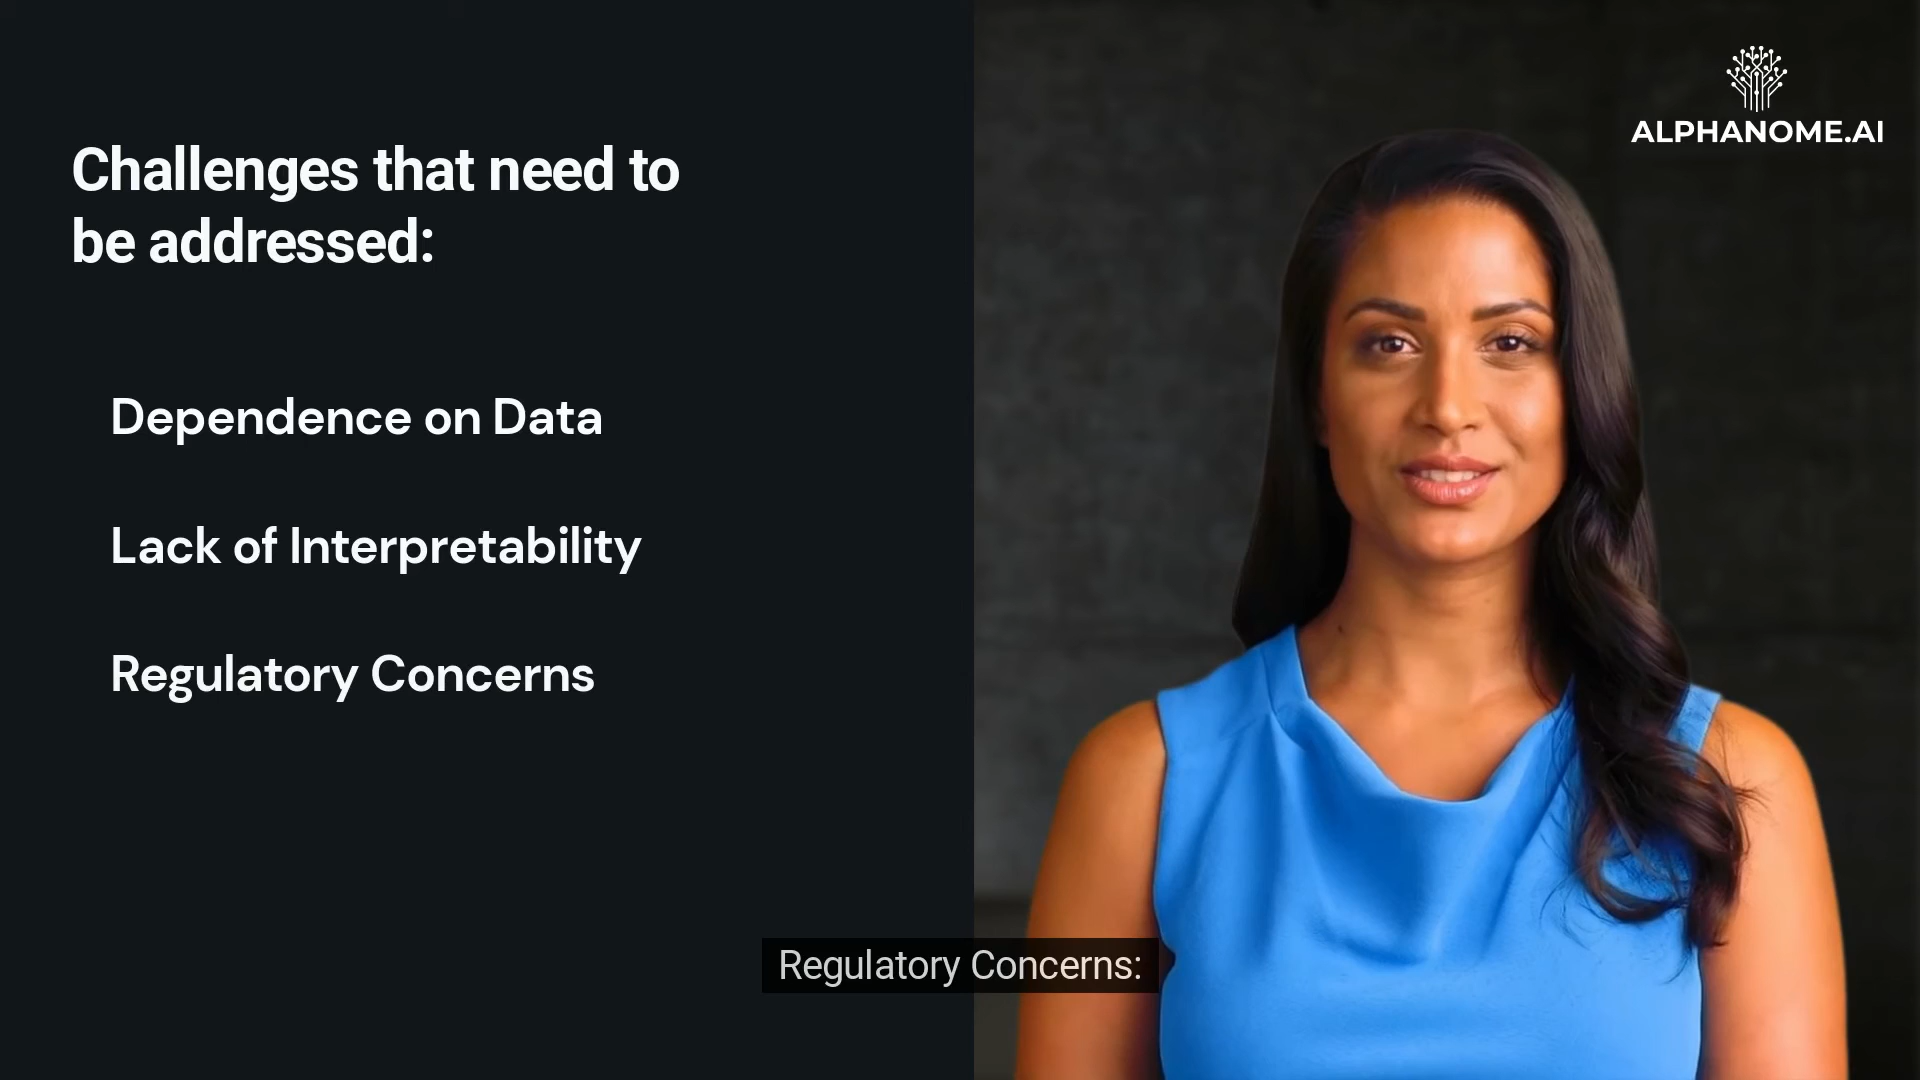 ALPHANOME.AI
Challenges that need to
be addressed:
Dependence on Data
Lack of Interpretability
Regulatory Concerns
Regulatory Concerns: